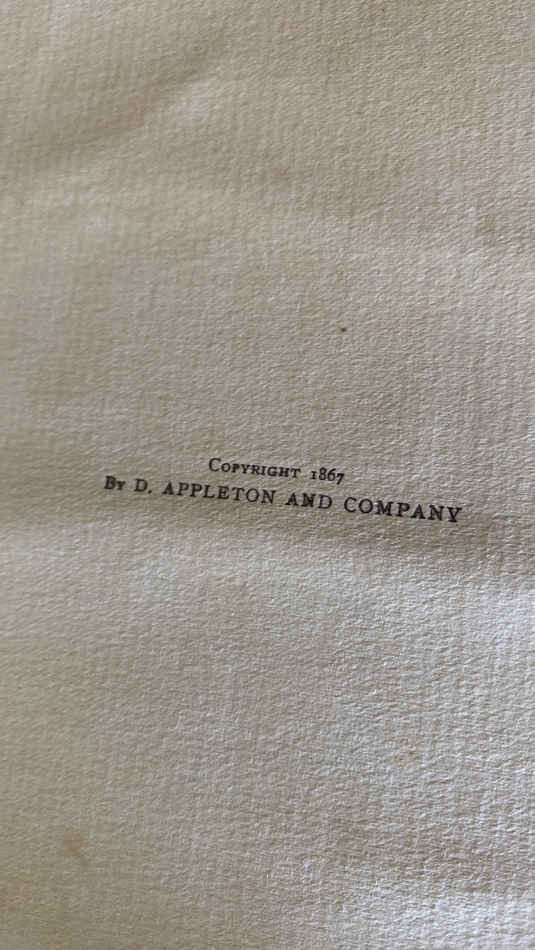 Copyright 1867
By D. APPLETON AND COMPANY